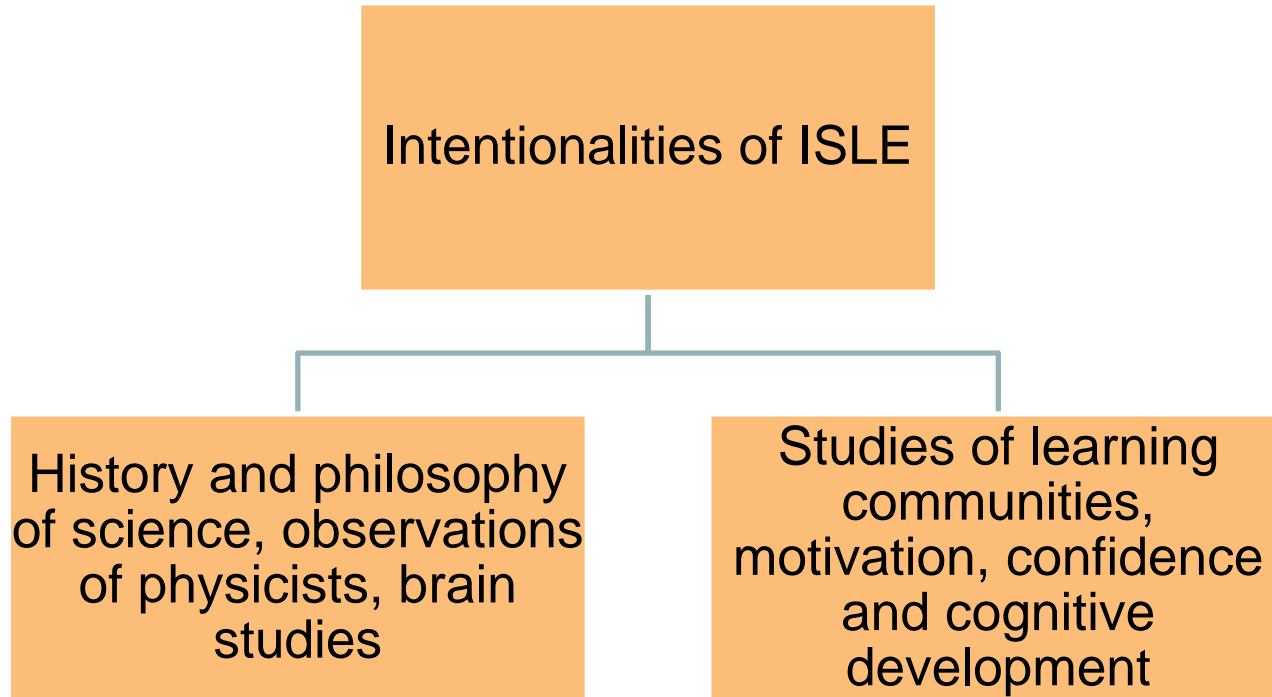 Intentionalities of ISLE
History and philosophy
of science, observations
of physicists, brain
studies
Studies of learning
communities,
motivation, confidence
and cognitive
development